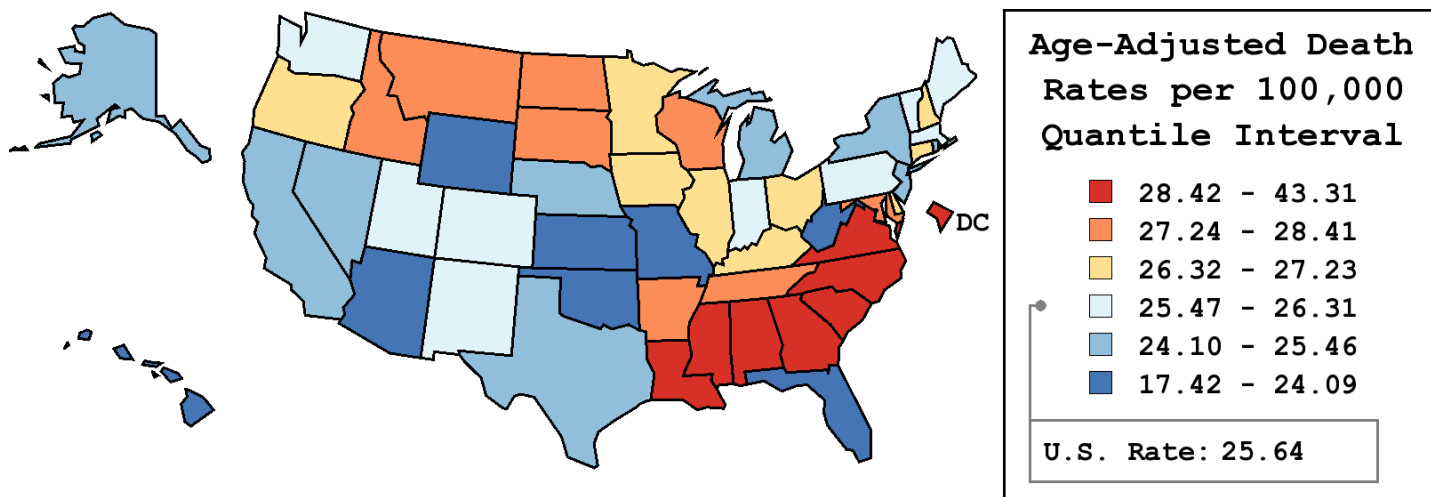 DC
Age-Adjusted Death
Rates per 100,000
Quantile Interval
28.42 - 43.31
27.24 - 28.41
26.32 - 27.23
25.47 - 26.31
24.10 - 25.46
17.42 - 24.09
U.S. Rate: 25.64